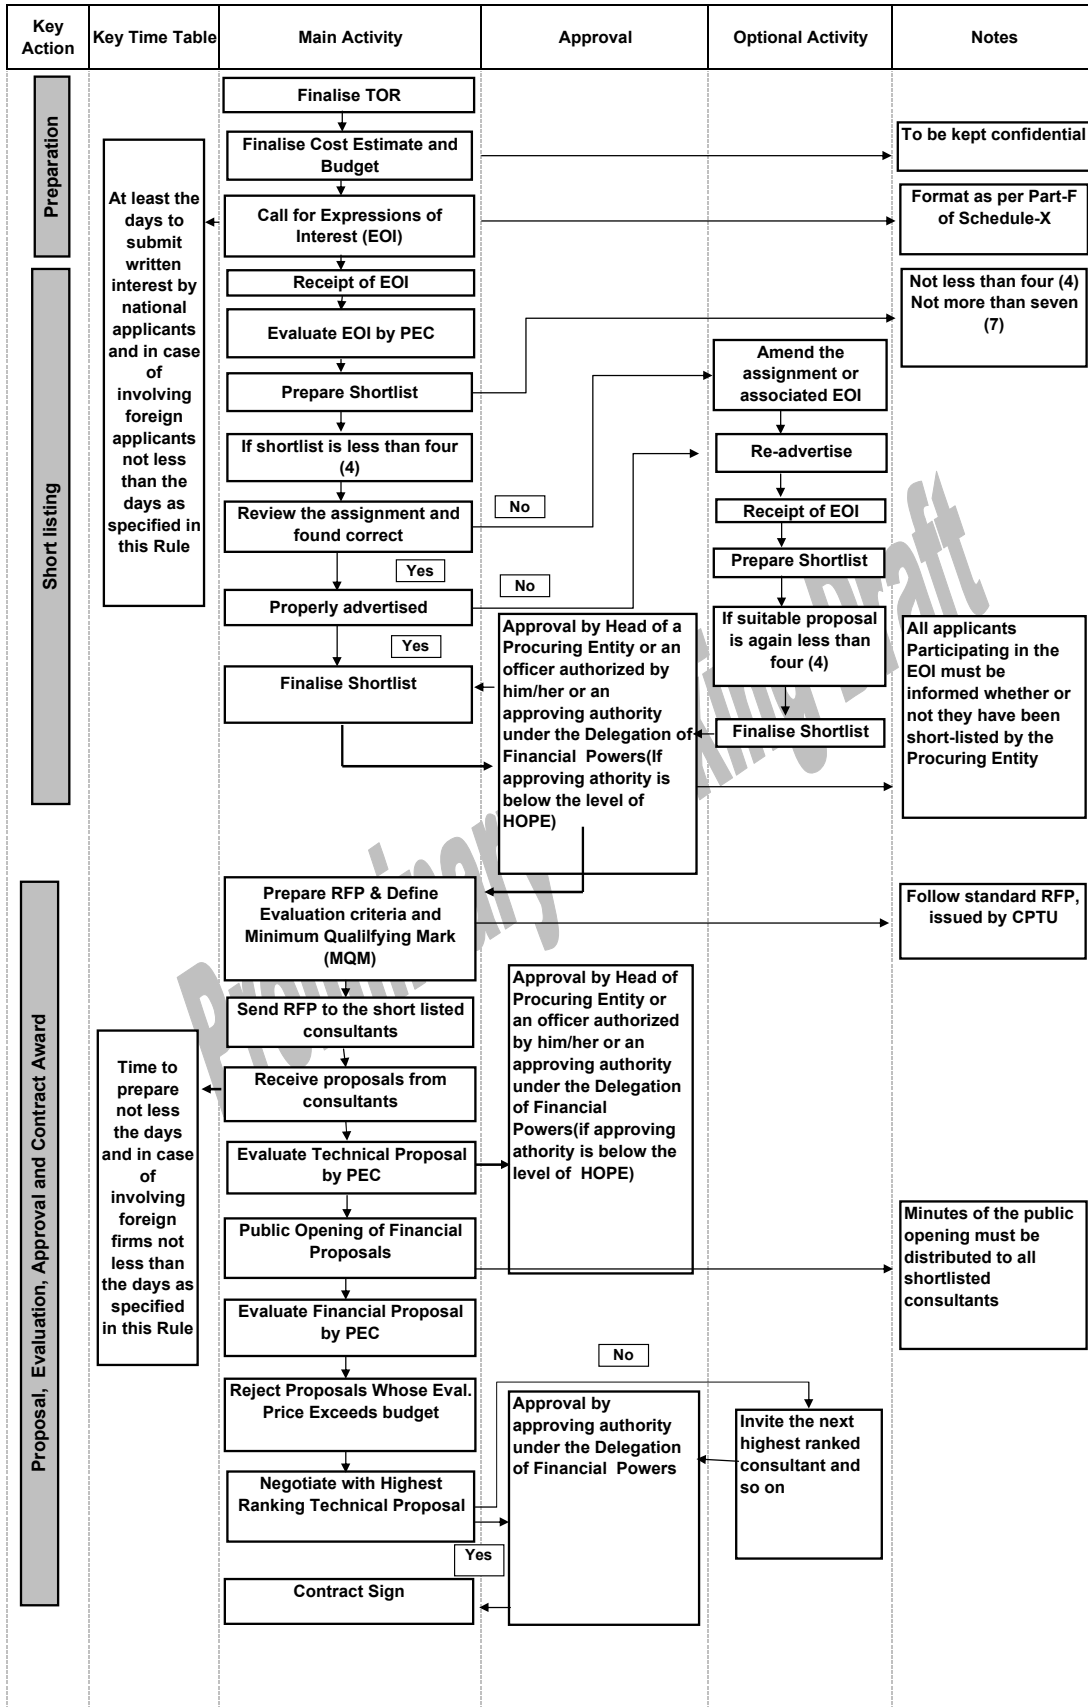 Key
Action
Key Time Table
Main Activity
Approval
Optional Activity
Notes
Preparation
Finalise TOR
Finalise Cost Estimate and
Budget
To be kept confidential
At least the
days to
submit
written
interest by
national
applicants
and in case
of
involving
foreign
applicants
not less
than the
days as
specified in
this Rule
Call for Expressions of
Interest (EOI)
Format as per Part-F
of Schedule-X
Short listing
Receipt of EOI
Not less than four (4)
Not more than seven
(7)
Evaluate EOI by PEC
Prepare Shortlist
Amend the
assignment or
associated EOI
If shortlist is less than four
(4)
Re-advertise
Review the assignment and
found correct
No
Receipt of EOI
Yes
Prepare Shortlist
No
Properly advertised
If suitable proposal
is again less than
four (4)
Yes
Approval by Head of a
Procuring Entity or an
officer authorized by
him/her or an
approving authority
under the Delegation of
Financial Powers(If
approving athority is
below the level of
HOPE)
All applicants
Participating in the
EOI must be
informed whether or
not they have been
short-listed by the
Procuring Entity
Finalise Shortlist
Finalise Shortlist
Proposal, Evaluation, Approval and Contract Award
Prepare RFP & Define
Evaluation criteria and
Minimum Qualilfying Mark
(MQM)
Follow standard RFP,
issued by CPTU
Send RFP to the short listed
consultants
Approval by Head of
Procuring Entity or
an officer authorized
by him/her or an
approving authority
under the Delegation
of Financial
Powers(if approving
athority is below the
level of HOPE)
Time to
prepare
not less
the days
and in case
of
involving
foreign
firms not
less than
the days as
specified
in this Rule
Receive proposals from
consultants
Evaluate Technical Proposal
by PEC
Public Opening of Financial
Proposals
Minutes of the public
opening must be
distributed to all
shortlisted
consultants
Evaluate Financial Proposal
by PEC
No
Reject Proposals Whose Eval.
Price Exceeds budget
Approval by
approving authority
under the Delegation
of Financial Powers
Invite the next
highest ranked
consultant and
so on
Negotiate with Highest
Ranking Technical Proposal
Yes
Contract Sign
Draft